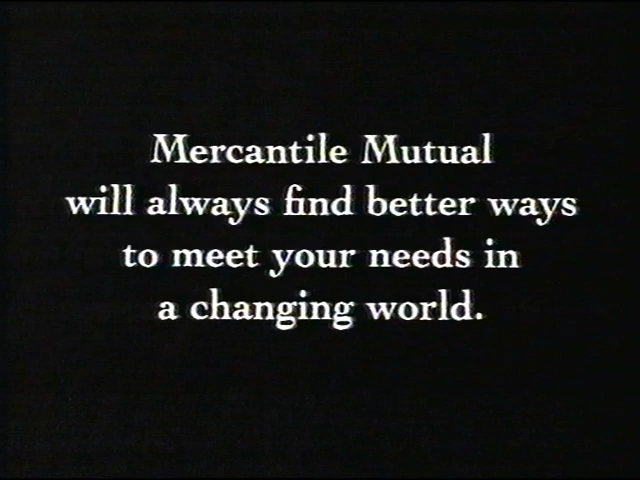 Mercantile Mutual
will always find better ways
to meet your needs in
a changing world.